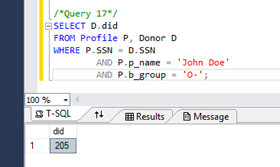 /*Query 17*/
SELECT D.did
FROM Profile P, Donor D
WHERE P.SSN = D.SSN
AND P.p_name = 'John Doe'
AND P.b_group = 'O-';
100 %
T-SQL Results Message
did
1 205